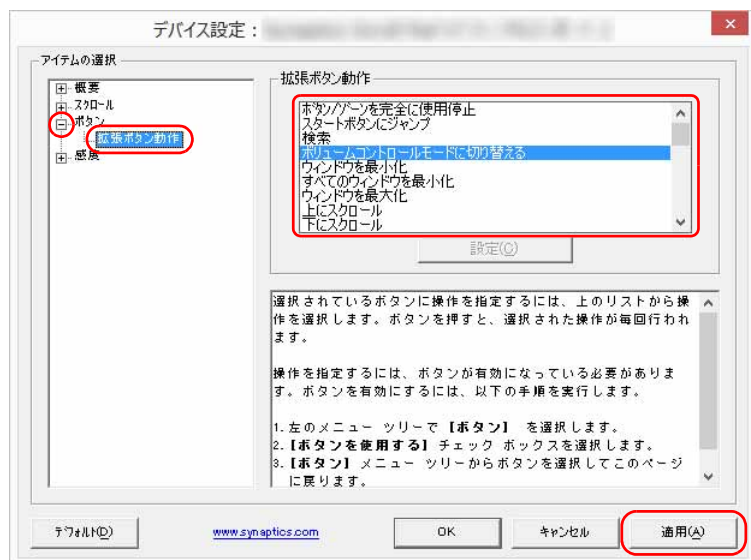 デバイス設定：
アイテムの選択
概要
スクロール
ボタン
拡張ボタン動作
感度
拡張ボタン動作
ボタン/ゾーンを完全に使用停止
スタートボタンにジャンプ
検索
ボリュームコントロールモードに切り替える
ウィンドウを最小化
すべてのウィンドウを最小化
ウィンドウを最大化
上にスクロール
下にスクロール
設定(C)
選択されているボタンに操作を指定するには、上のリストから操
作を選択します。ボタンを押すと、選択された操作が毎回行われ
ます。
操作を指定するには、ボタンが有効になっている必要がありま
す。ボタンを有効にするには、以下の手順を実行します。
1.左のメニュー ツリーで【ボタン】 を選択します。
2.【ボタンを使用する】チェック ボックスを選択します。
3.【ボタン】メニュー ツリーからボタンを選択してこのページ
に戻ります。
デフォルト(D)
www.synaptics.com
OK
キャンセル
適用(A)